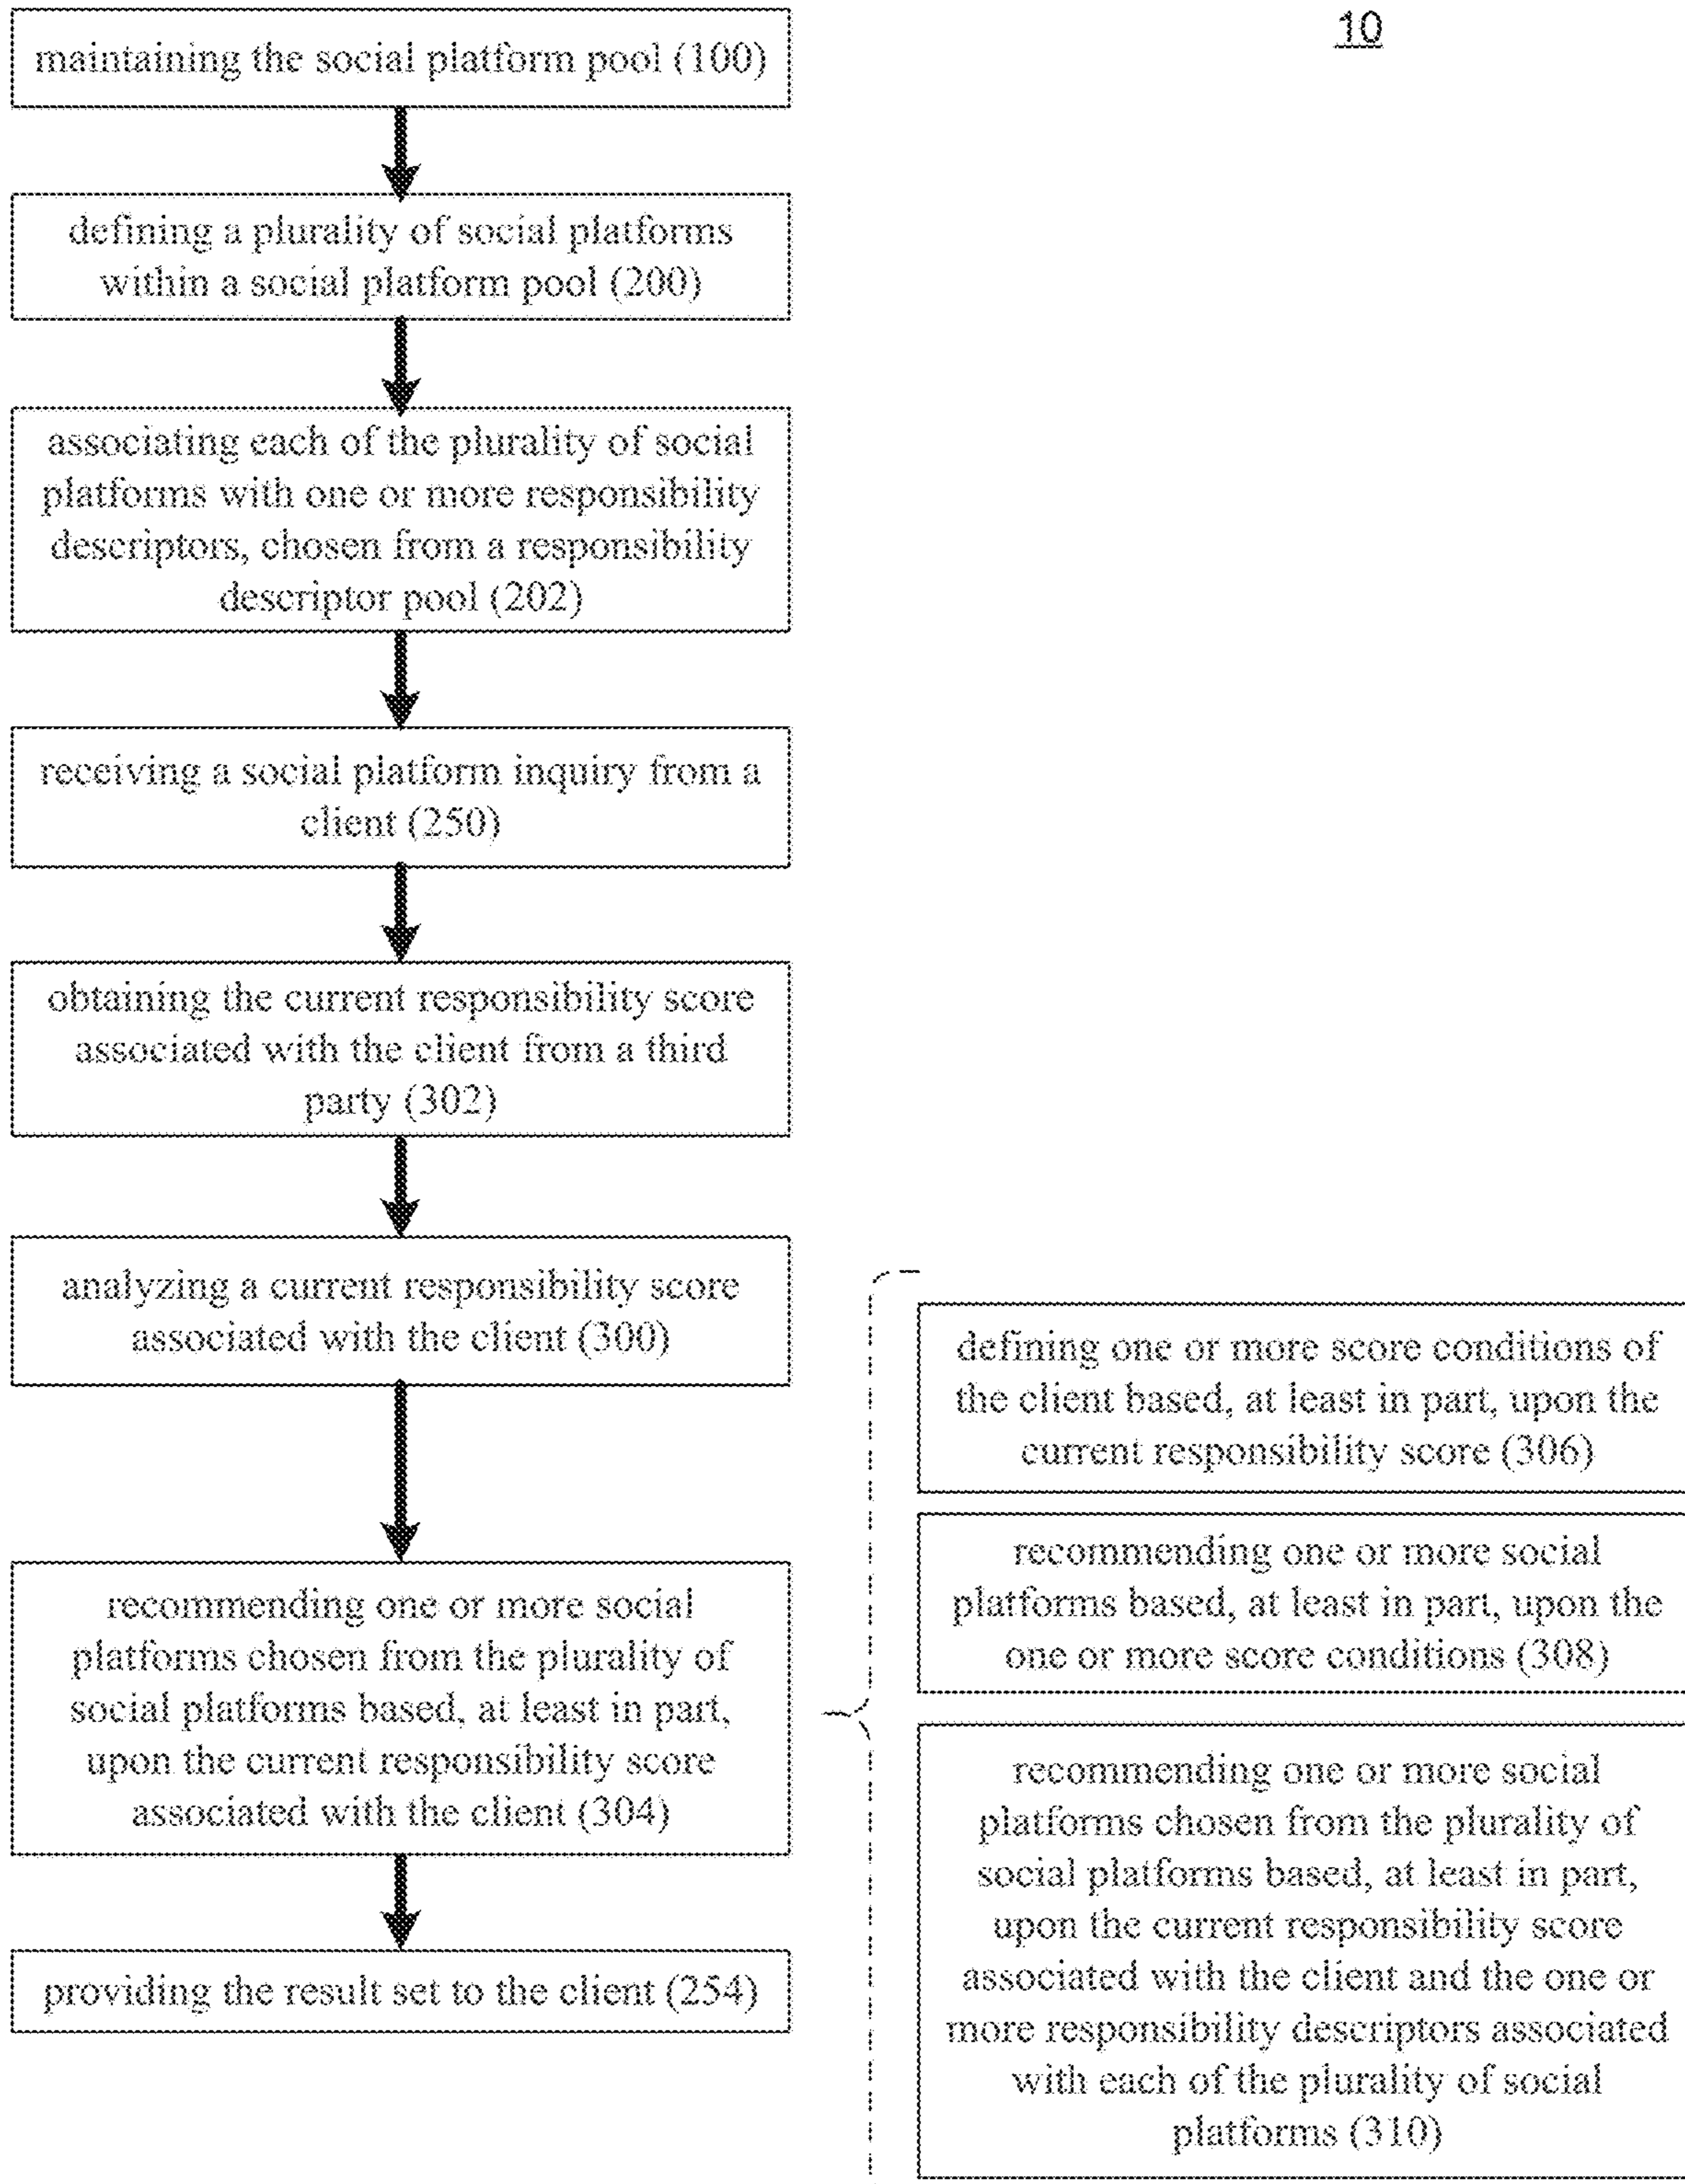 10
maintaining the social platform pool (100)
defining a plurality of social platforms
within a social platform pool (200)
associating each of the plurality of social
platforms with one or more responsibility
descriptors, chosen from a responsibility
descriptor pool (202)
receiving a social platform inquiry from a
client (250)
obtaining the current responsibility score
associated with the client from a third
party (302)
analyzing a current responsibility score
associated with the client (300)
recommending one or more social
platforms chosen from the plurality of
social platforms based, at least in part,
upon the current responsibility score
associated with the client (304)
providing the result set to the client (254)
defining one or more score conditions of
the client based, at least in part, upon the
current responsibility score (306)
recommending one or more social
platforms based, at least in part, upon the
one or more score conditions (308)
recommending one or more social
platforms chosen from the plurality of
social platforms based, at least in part,
upon the current responsibility score
associated with the client and the one or
more responsibility descriptors associated
with each of the plurality of social
platforms (310)